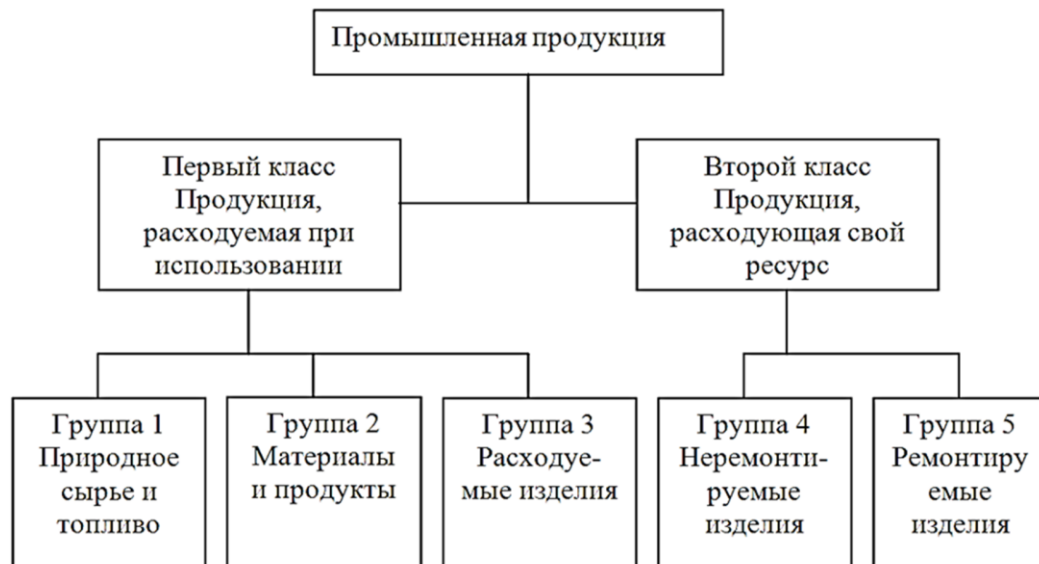 Промышленная продукция
Первый класс
Продукция,
расходуемая при
использовании
Второй класс
Продукция,
расходующая свой
ресурс
Группа 1
Природное
сырье и
топливо
Группа 2
Материалы
и продукты
Группа 3
Расходуе-
мые изделия
Группа 4
Неремонти-
руемые
изделия
Группа 5
Ремонтиру
емые
изделия